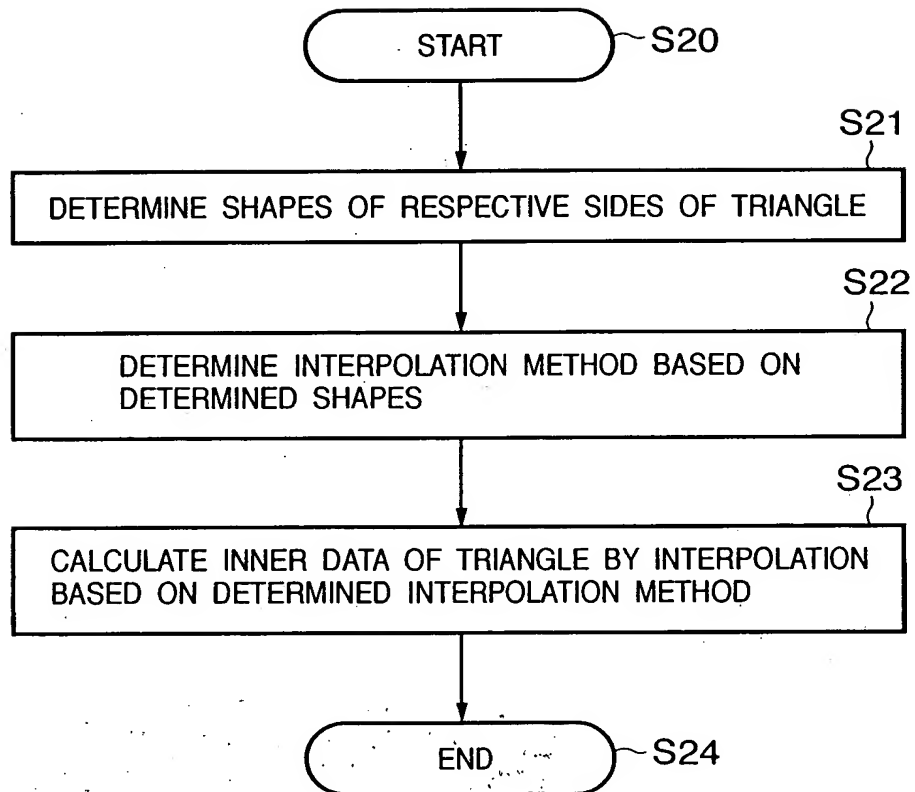 START
S20
S21
DETERMINE SHAPES OF RESPECTIVE SIDES OF TRIANGLE
S22
DETERMINE INTERPOLATION METHOD BASED ON
DETERMINED SHAPES
S23
CALCULATE INNER DATA OF TRIANGLE BY INTERPOLATION
BASED ON DETERMINED INTERPOLATION METHOD
END
S24